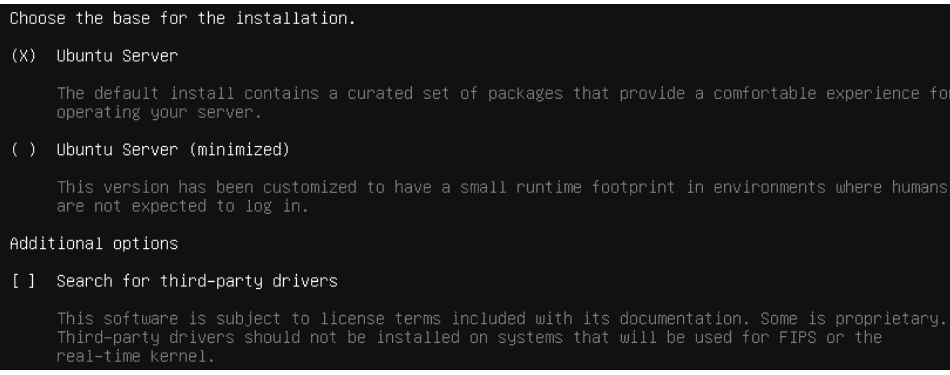 Choose the base for the installation.
(X) Ubuntu Server
The default install contains a curated set of packages that provide a comfortable experience fo
operating your server.
( ) Ubuntu Server (minimized)
This version has been customized to have a small runtime footprint in environments where humans
are not expected to log in.
Additional options
[ ] Search for third-party drivers
This software is subject to license terms included with its documentation. Some is proprietary.
Third-party drivers should not be installed on systems that will be used for FIPS or the
real-time kernel.